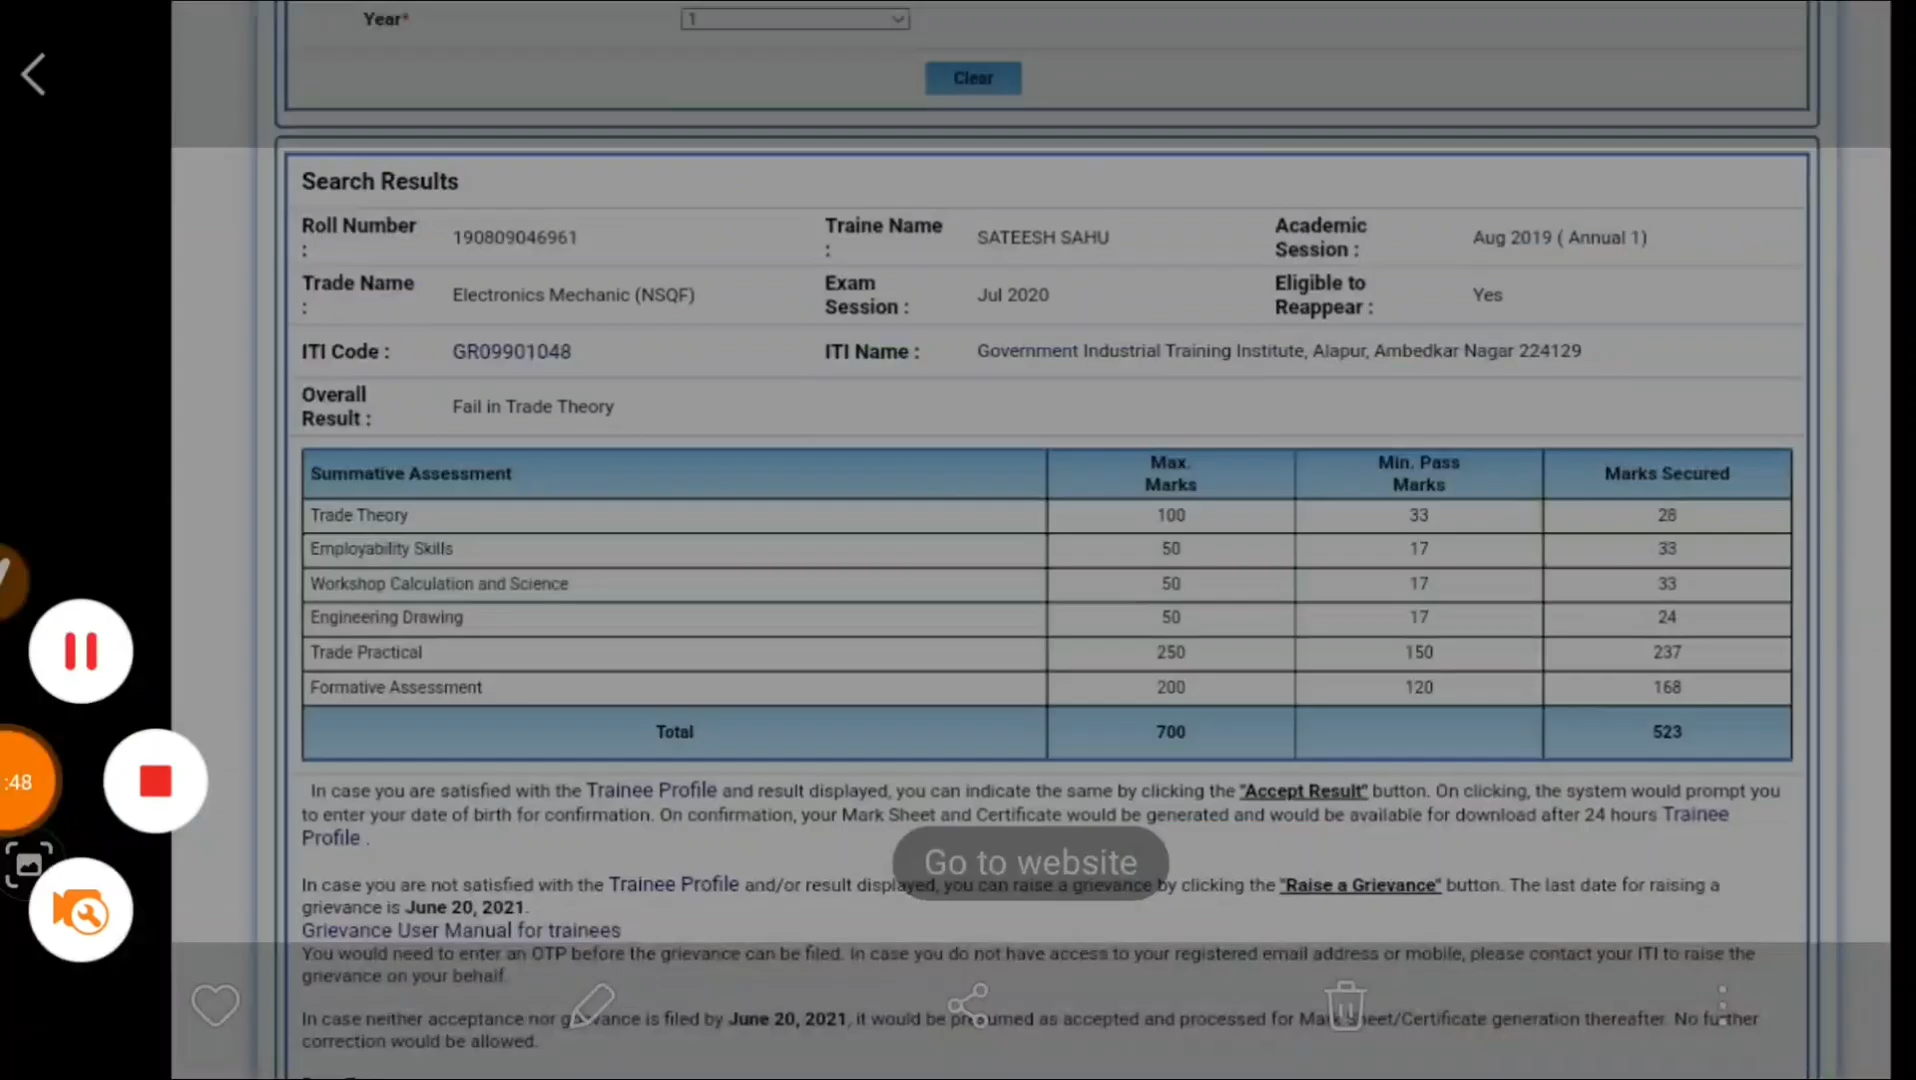 Year* 1
Clear
Search Results
Roll Number : 190809046961 Traine Name : SATEESH SAHU Academic Session : Aug 2019 ( Annual 1)
Trade Name : Electronics Mechanic (NSQF) Exam Session : Jul 2020 Eligible to Reappear : Yes
ITI Code : GR09901048 ITI Name : Government Industrial Training Institute, Alapur, Ambedkar Nagar 224129
Overall Result : Fail in Trade Theory
Summative Assessment Max. Marks Min. Pass Marks Marks Secured
Trade Theory 100 33 28
Employability Skills 50 17 33
Workshop Calculation and Science 50 17 33
Engineering Drawing 50 17 24
Trade Practical 250 150 237
Formative Assessment 200 120 168
Total 700 523
In case you are satisfied with the Trainee Profile and result displayed, you can indicate the same by clicking the "Accept Result" button. On clicking, the system would prompt you
to enter your date of birth for confirmation. On confirmation, your Mark Sheet and Certificate would be generated and would be available for download after 24 hours Trainee
Profile .
Go to website
In case you are not satisfied with the Trainee Profile and/or result displayed, you can raise a grievance by clicking the "Raise a Grievance" button. The last date for raising a
grievance is June 20, 2021.
Grievance User Manual for trainees
You would need to enter an OTP before the grievance can be filed. In case you do not have access to your registered email address or mobile, please contact your ITI to raise the
grievance on your behalf.
In case neither acceptance nor grievance is filed by June 20, 2021, it would be presumed as accepted and processed for Mark Sheet/Certificate generation thereafter. No further
correction would be allowed.
:48